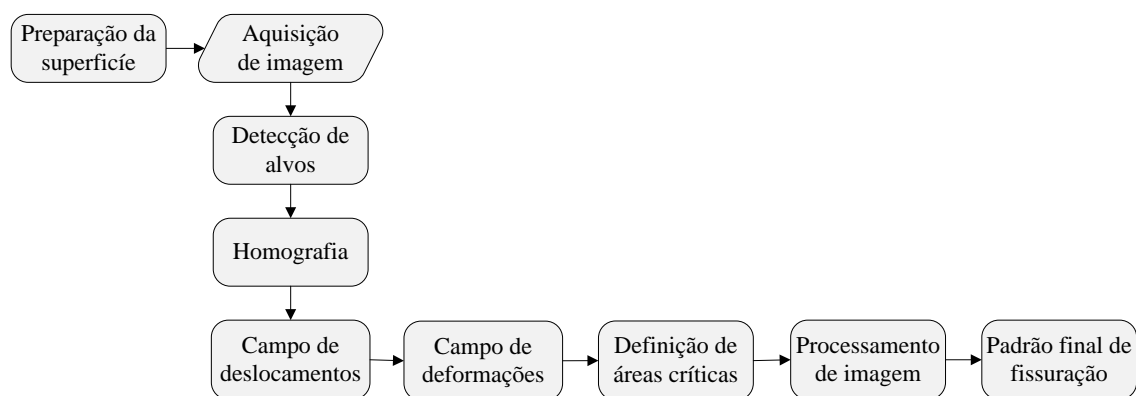 Preparação da
superficíe
Aquisição
de imagem
Detecção de
alvos
Homografia
Campo de
deslocamentos
Campo de
deformações
Definição de
áreas críticas
Processamento
de imagem
Padrão final de
fissuração